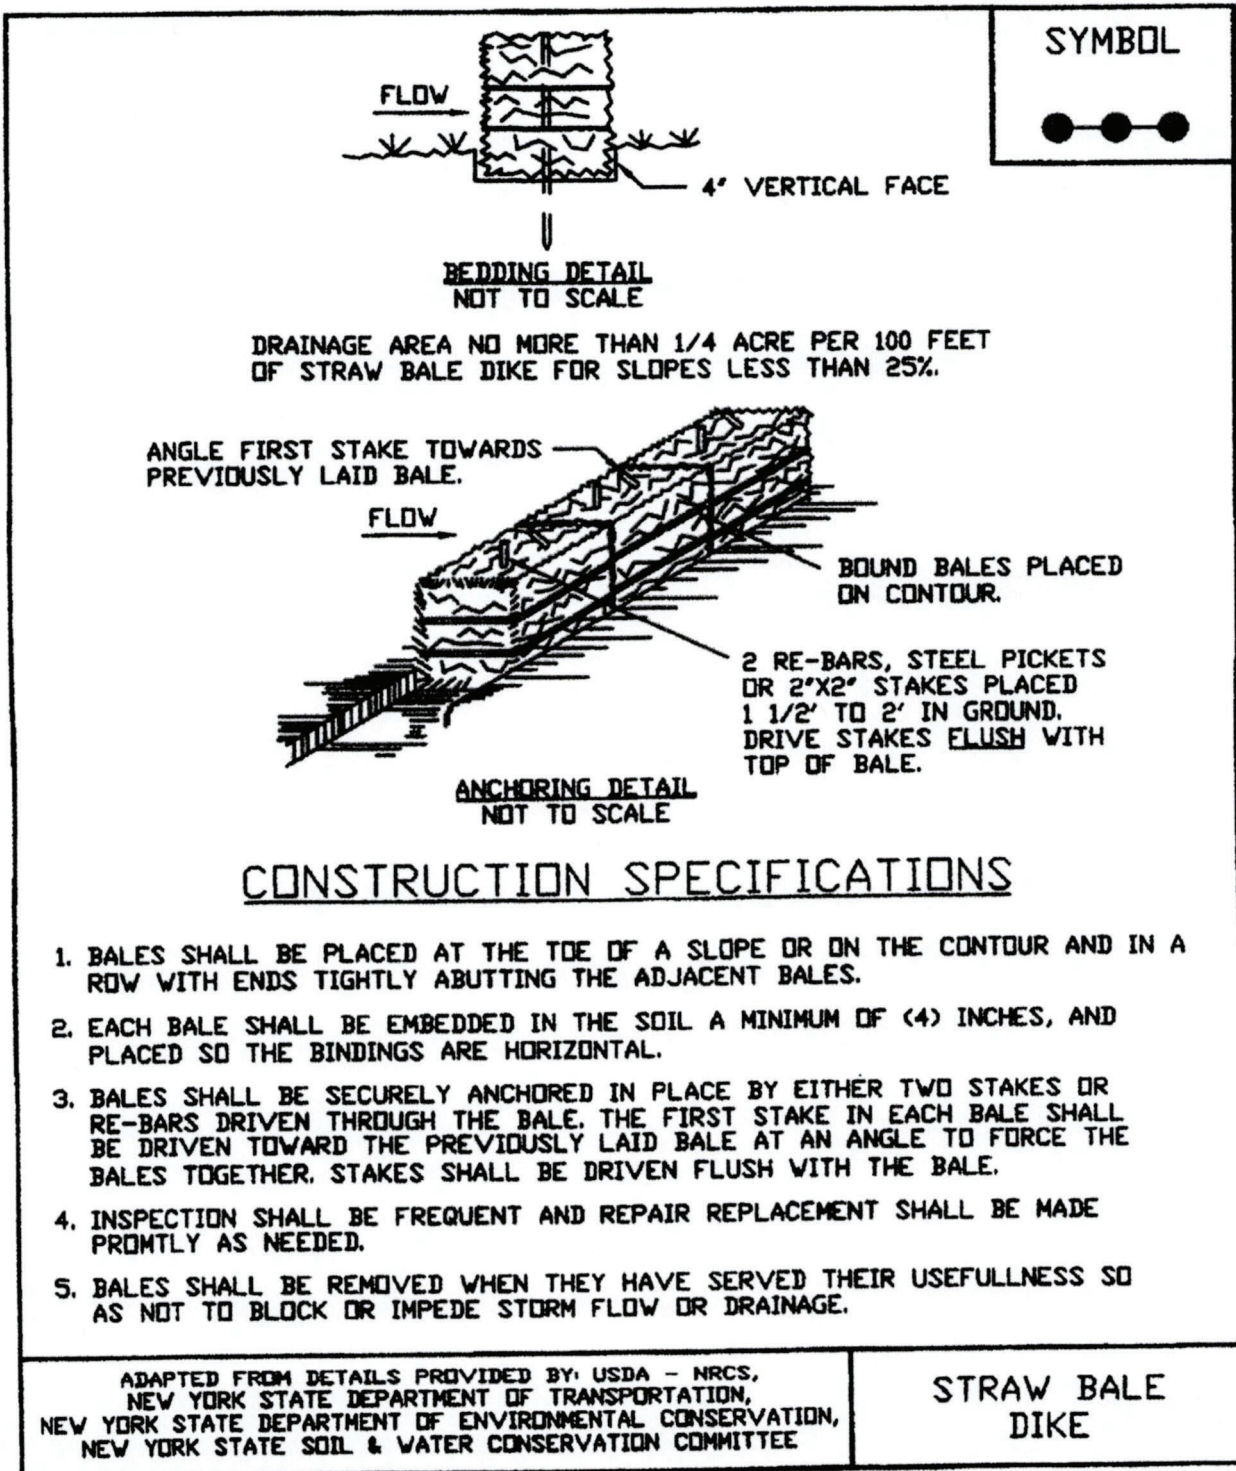 SYMBOL
FLOW
4" VERTICAL FACE
BEDDING DETAIL
NOT TO SCALE
DRAINAGE AREA NO MORE THAN 1/4 ACRE PER 100 FEET
OF STRAW BALE DIKE FOR SLOPES LESS THAN 25%.
ANGLE FIRST STAKE TOWARDS
PREVIOUSLY LAID BALE.
FLOW
BOUND BALES PLACED
ON CONTOUR.
2 RE-BARS, STEEL PICKETS
OR 2"X2" STAKES PLACED
1 1/2' TO 2' IN GROUND.
DRIVE STAKES FLUSH WITH
TOP OF BALE.
ANCHORING DETAIL
NOT TO SCALE
CONSTRUCTION SPECIFICATIONS
1. BALES SHALL BE PLACED AT THE TOE OF A SLOPE OR ON THE CONTOUR AND IN A
ROW WITH ENDS TIGHTLY ABUTTING THE ADJACENT BALES.
2. EACH BALE SHALL BE EMBEDDED IN THE SOIL A MINIMUM OF (4) INCHES, AND
PLACED SO THE BINDINGS ARE HORIZONTAL.
3. BALES SHALL BE SECURELY ANCHORED IN PLACE BY EITHER TWO STAKES OR
RE-BARS DRIVEN THROUGH THE BALE. THE FIRST STAKE IN EACH BALE SHALL
BE DRIVEN TOWARD THE PREVIOUSLY LAID BALE AT AN ANGLE TO FORCE THE
BALES TOGETHER. STAKES SHALL BE DRIVEN FLUSH WITH THE BALE.
4. INSPECTION SHALL BE FREQUENT AND REPAIR REPLACEMENT SHALL BE MADE
PROMTLY AS NEEDED.
5. BALES SHALL BE REMOVED WHEN THEY HAVE SERVED THEIR USEFULLNESS SO
AS NOT TO BLOCK OR IMPEDE STORM FLOW OR DRAINAGE.
ADAPTED FROM DETAILS PROVIDED BY: USDA - NRCS,
NEW YORK STATE DEPARTMENT OF TRANSPORTATION,
NEW YORK STATE DEPARTMENT OF ENVIRONMENTAL CONSERVATION,
NEW YORK STATE SOIL & WATER CONSERVATION COMMITTEE
STRAW BALE
DIKE